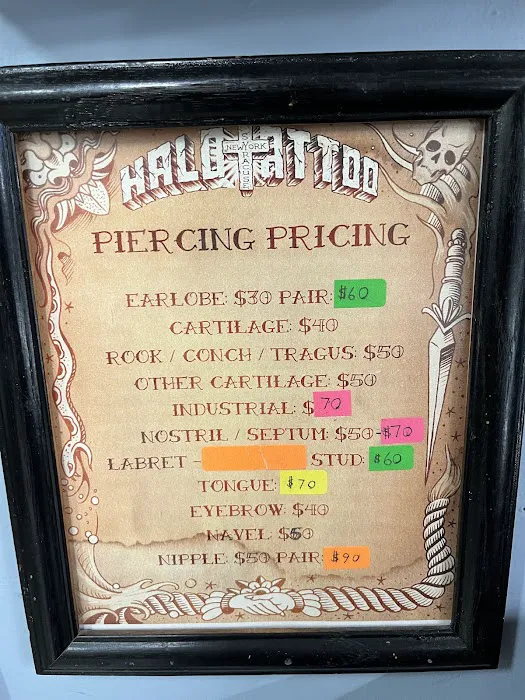 HALO TATTOO
SYRACUSE
NEW YORK
PIERCING PRICING
EARLOBE: $30 PAIR: $60
CARTILAGE: $40
ROOK / CONCH / TRAGUS: $50
OTHER CARTILAGE: $50
INDUSTRIAL: $70
NOSTRIL / SEPTUM: $50-$70
LABRET - STUD: $60
TONGUE: $70
EYEBROW: $40
NAVEL: $50
NIPPLE: $50 PAIR: $90